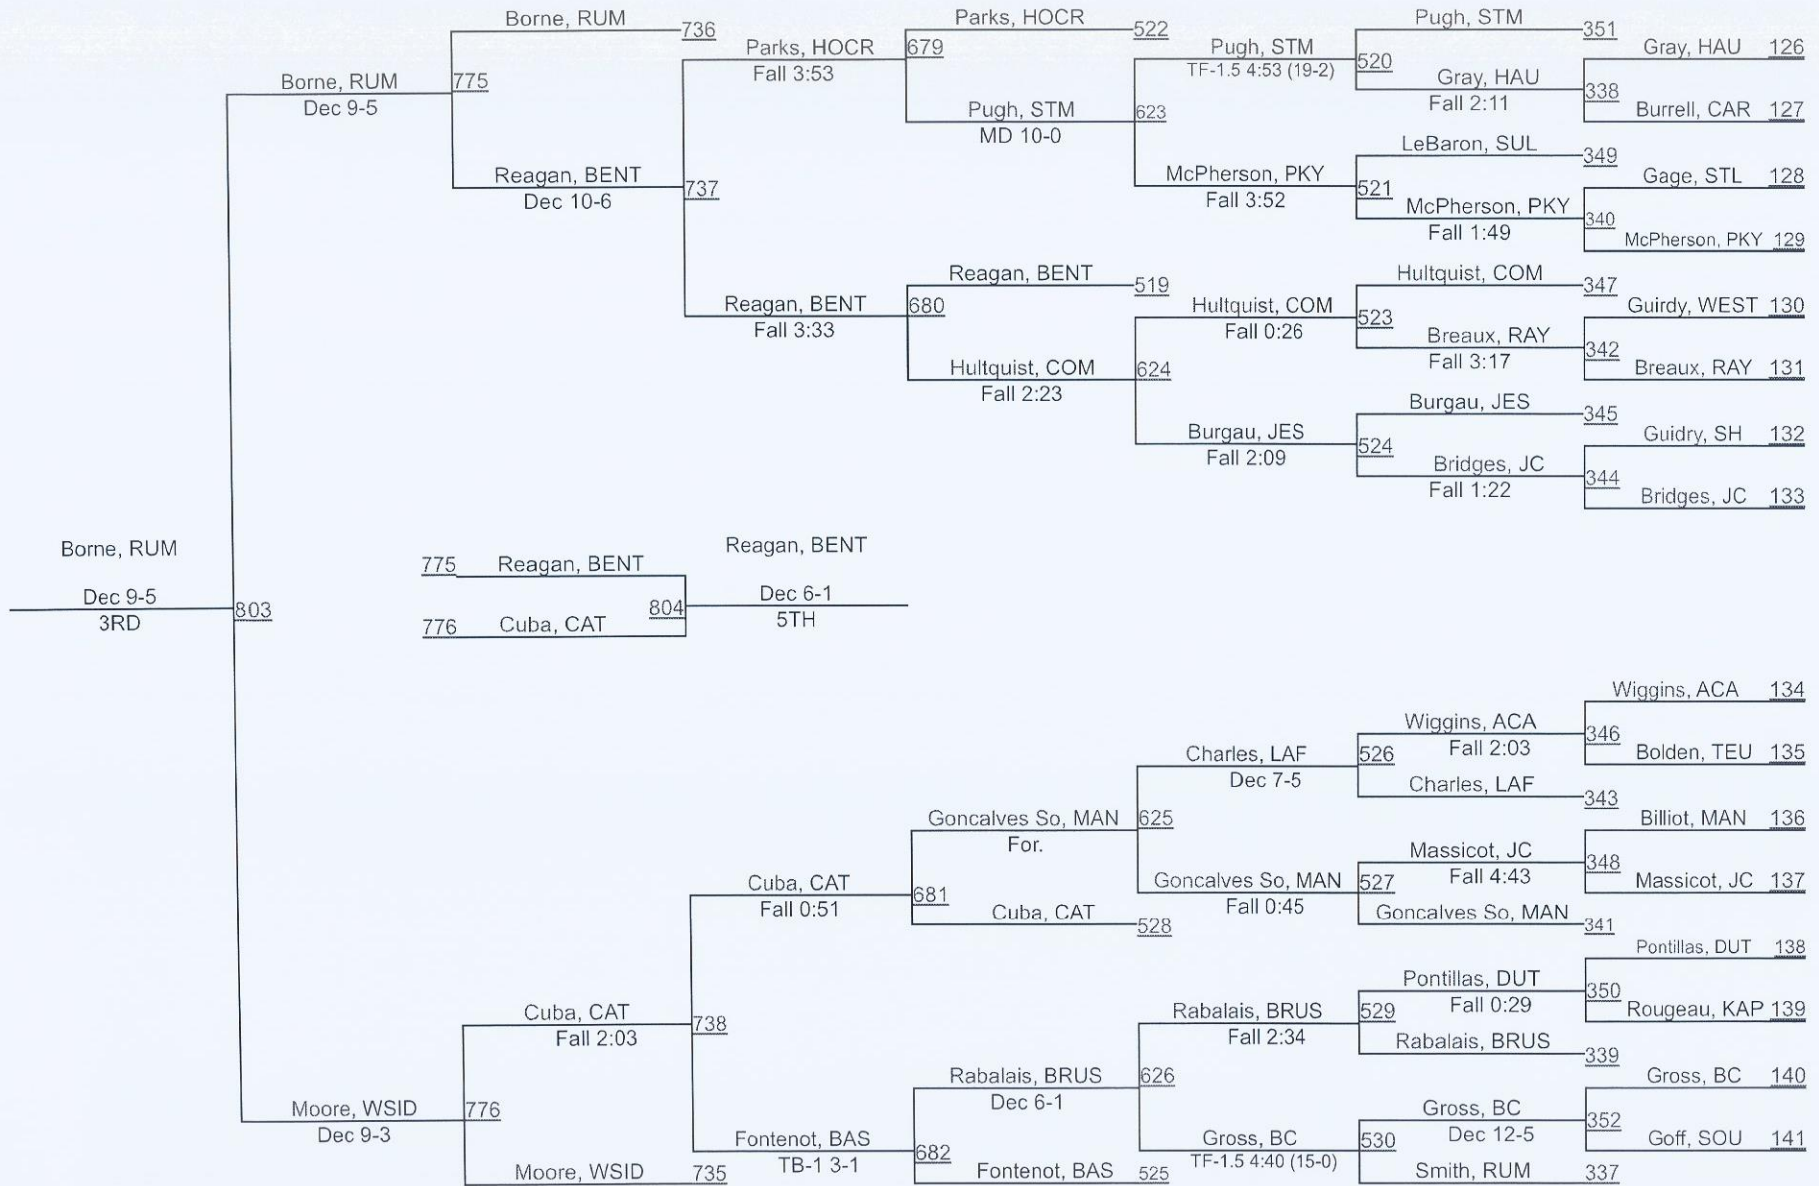 Borne, RUM
736
Parks, HOCR
522
Pugh, STM
351
Parks, HOCR
679
Fall 3:53
Pugh, STM
TF-1.5 4:53 (19-2)
520
Gray, HAU 126
Borne, RUM
Dec 9-5
775
Gray, HAU
Fall 2:11
338
Burrell, CAR 127
Pugh, STM
MD 10-0
623
LeBaron, SUL
349
Reagan, BENT
Dec 10-6
737
McPherson, PKY
Fall 3:52
521
Gage, STL 128
McPherson, PKY
Fall 1:49
340
McPherson, PKY 129
Reagan, BENT
519
Hultquist, COM
347
Reagan, BENT
Fall 3:33
680
Hultquist, COM
Fall 0:26
523
Guirdy, WEST 130
Breaux, RAY
Fall 3:17
342
Breaux, RAY 131
Hultquist, COM
Fall 2:23
624
Burgau, JES
345
Burgau, JES
Fall 2:09
524
Guidry, SH 132
Bridges, JC
Fall 1:22
344
Bridges, JC 133
Borne, RUM
Dec 9-5
3RD
803
775 Reagan, BENT
776 Cuba, CAT
804
Reagan, BENT
Dec 6-1
5TH
Wiggins, ACA 134
Wiggins, ACA
Fall 2:03
346
Bolden, TEU 135
Charles, LAF
Dec 7-5
526
Charles, LAF
343
Goncalves So, MAN
For.
625
Billiot, MAN 136
Massicot, JC
Fall 4:43
348
Massicot, JC 137
Cuba, CAT
Fall 0:51
681
Goncalves So, MAN
Fall 0:45
527
Goncalves So, MAN
341
Cuba, CAT
528
Pontillas, DUT 138
Pontillas, DUT
Fall 0:29
350
Rougeau, KAP 139
Cuba, CAT
Fall 2:03
738
Rabalais, BRUS
Fall 2:34
529
Rabalais, BRUS
339
Rabalais, BRUS
Dec 6-1
626
Gross, BC 140
Moore, WSID
Dec 9-3
776
Gross, BC
Dec 12-5
352
Goff, SOU 141
Fontenot, BAS
TB-1 3-1
682
Gross, BC
TF-1.5 4:40 (15-0)
530
Moore, WSID
735
Fontenot, BAS
525
Smith, RUM
337